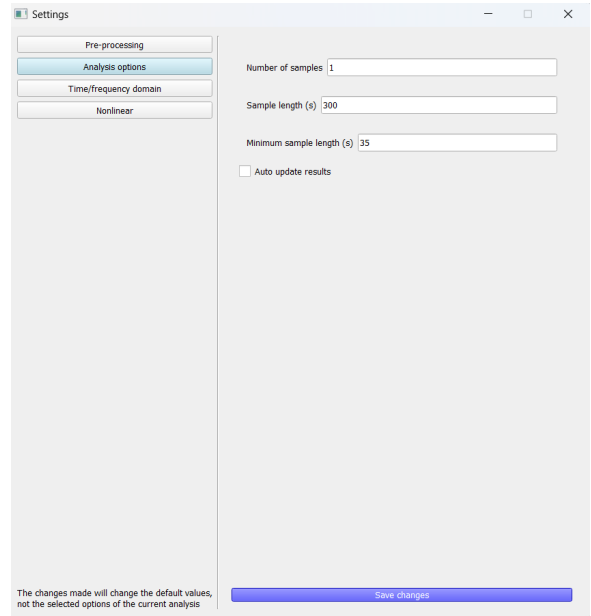 Settings
Pre-processing
Analysis options
Time/frequency domain
Nonlinear
Number of samples 1
Sample length (s) 300
Minimum sample length (s) 35
Auto update results
The changes made will change the default values,
not the selected options of the current analysis
Save changes